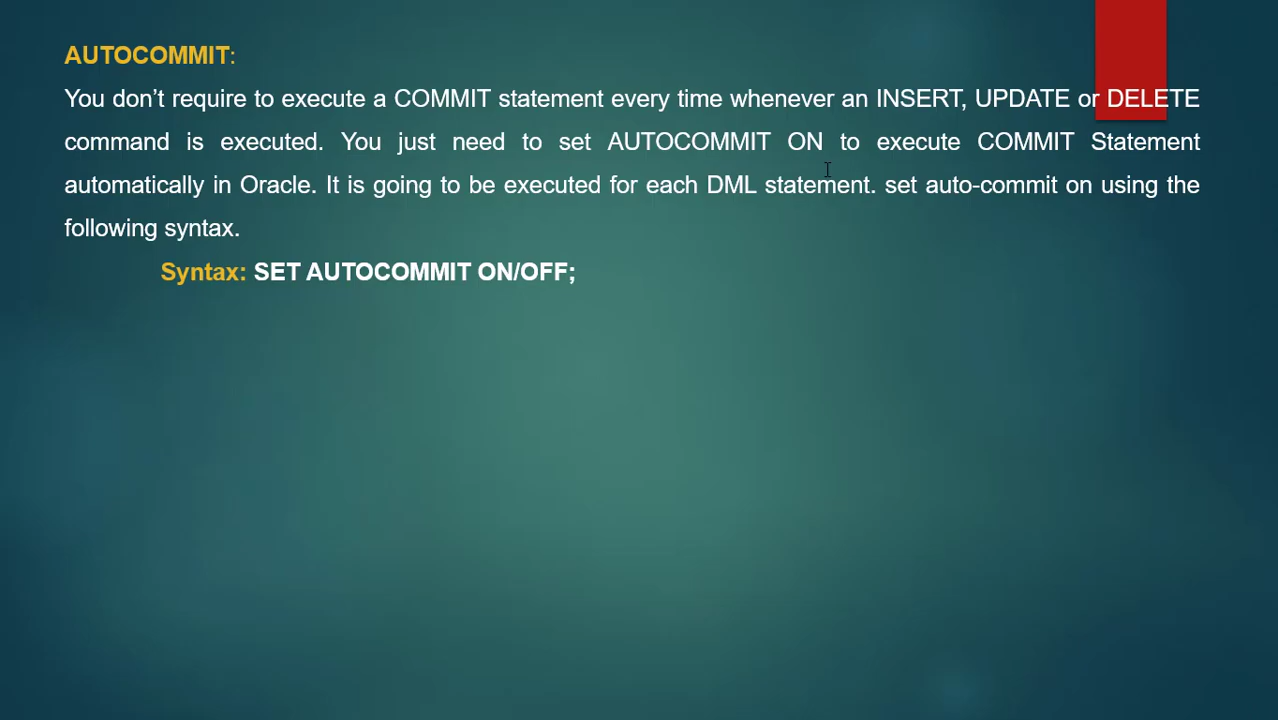 AUTOCOMMIT:
You don’t require to execute a COMMIT statement every time whenever an INSERT, UPDATE or DELETE
command is executed. You just need to set AUTOCOMMIT ON to execute COMMIT Statement
automatically in Oracle. It is going to be executed for each DML statement. set auto-commit on using the
following syntax.
Syntax: SET AUTOCOMMIT ON/OFF;